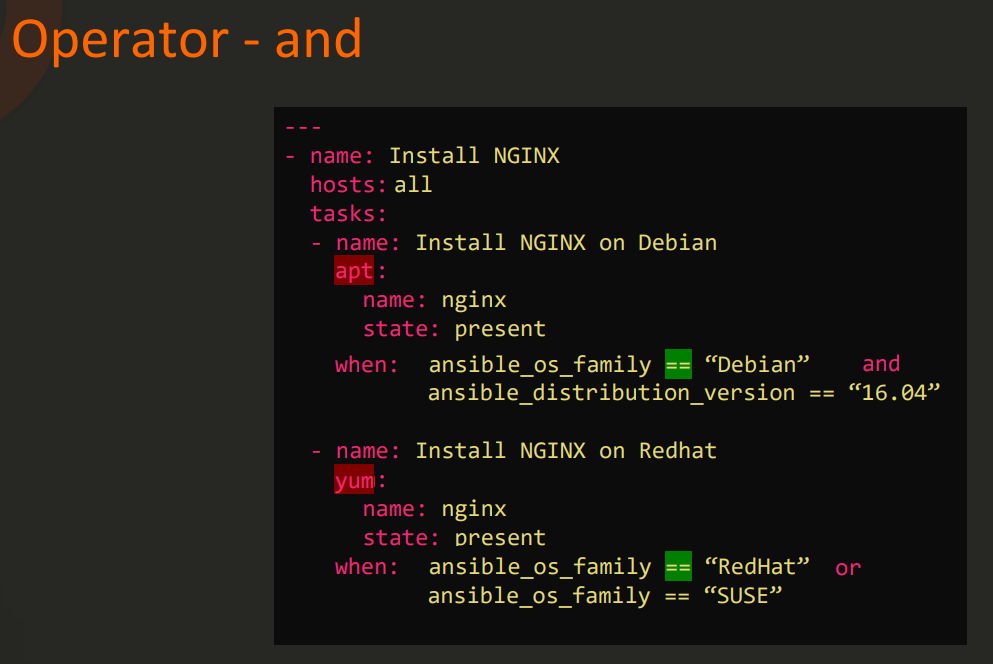 Operator - and
---
- name: Install NGINX
  hosts: all
  tasks:
  - name: Install NGINX on Debian
    apt:
      name: nginx
      state: present
    when:  ansible_os_family == “Debian”    and
           ansible_distribution_version == “16.04”
  - name: Install NGINX on Redhat
    yum:
      name: nginx
      state: present
    when:  ansible_os_family == “RedHat”  or
           ansible_os_family == “SUSE”